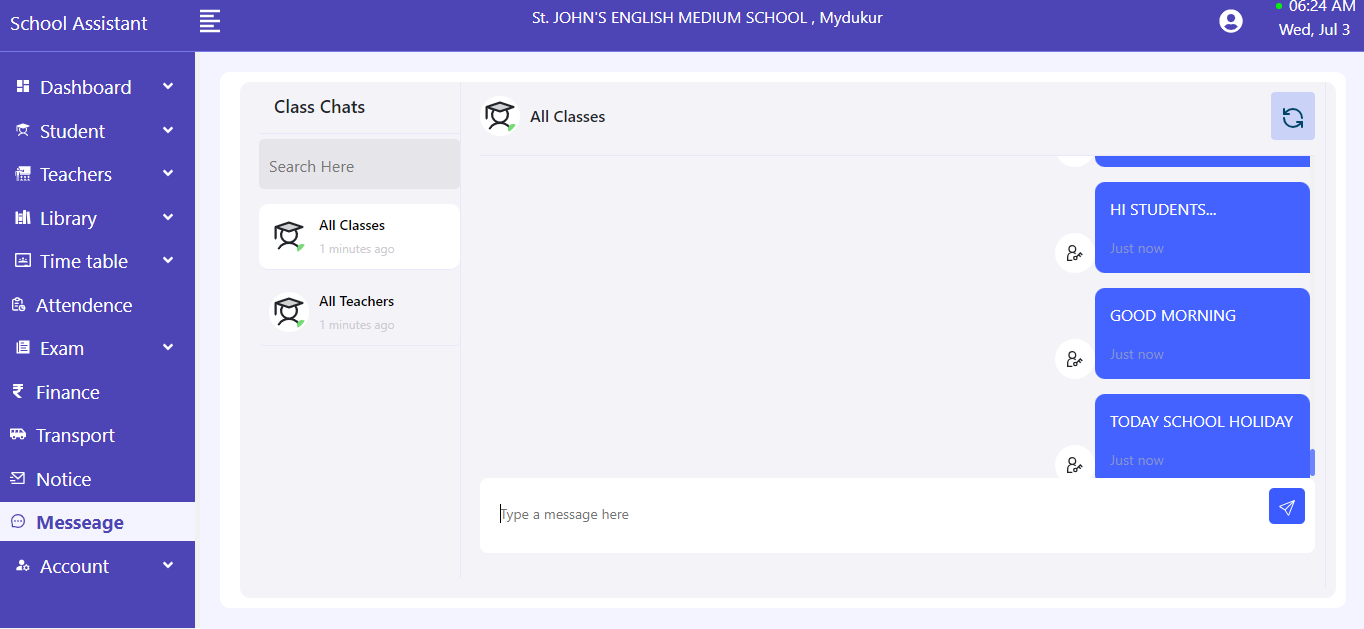 School Assistant
St. JOHN'S ENGLISH MEDIUM SCHOOL , Mydukur
06:24 AM
Wed, Jul 3
Dashboard
Student
Teachers
Library
Time table
Attendence
Exam
Finance
Transport
Notice
Messeage
Account
Class Chats
Search Here
All Classes
1 minutes ago
All Teachers
1 minutes ago
All Classes
HI STUDENTS...
Just now
GOOD MORNING
Just now
TODAY SCHOOL HOLIDAY
Just now
Type a message here